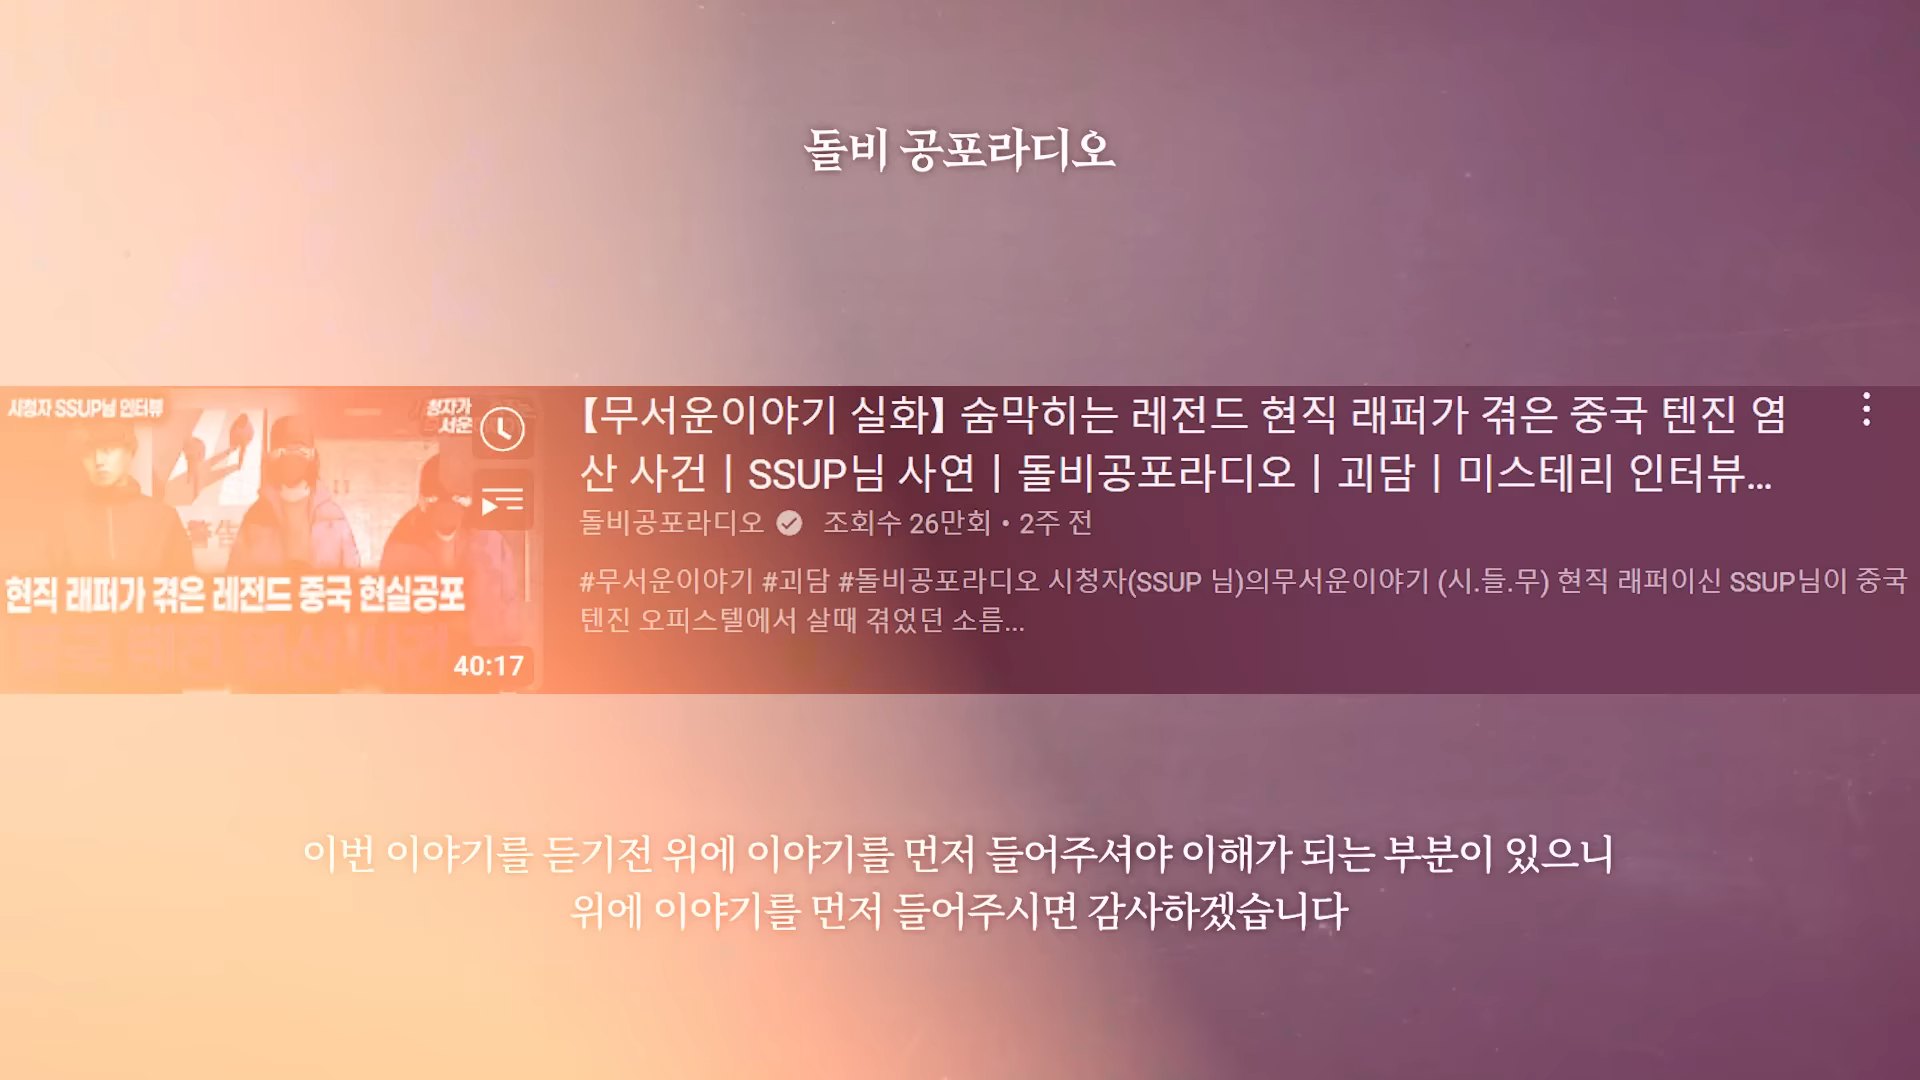 돌비 공포라디오
시청자 SSUP님 인터뷰
청자가
서운
警告
현직 래퍼가 겪은 레전드 중국 현실공포
40:17
【무서운이야기 실화】 숨막히는 레전드 현직 래퍼가 겪은 중국 텐진 염
산 사건 | SSUP님 사연 | 돌비공포라디오 | 괴담 | 미스테리 인터뷰...
돌비공포라디오 조회수 26만회 • 2주 전
#무서운이야기 #괴담 #돌비공포라디오 시청자(SSUP 님)의무서운이야기 (시.들.무) 현직 래퍼이신 SSUP님이 중국
텐진 오피스텔에서 살때 겪었던 소름...
이번 이야기를 듣기전 위에 이야기를 먼저 들어주셔야 이해가 되는 부분이 있으니
위에 이야기를 먼저 들어주시면 감사하겠습니다